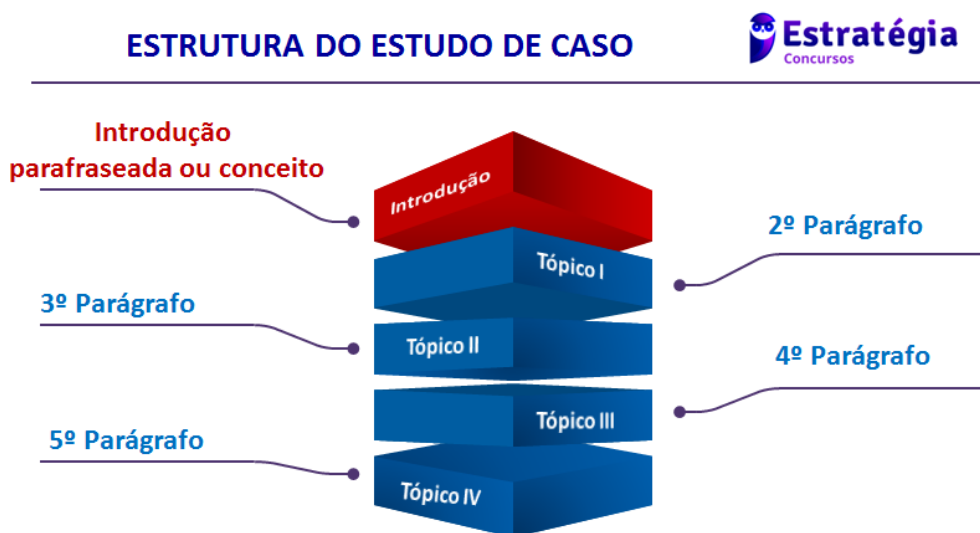 ESTRUTURA DO ESTUDO DE CASO
Estratégia
Concursos
Introdução
parafraseada ou conceito
Introdução
2º Parágrafo
Tópico I
3º Parágrafo
Tópico II
4º Parágrafo
Tópico III
5º Parágrafo
Tópico IV